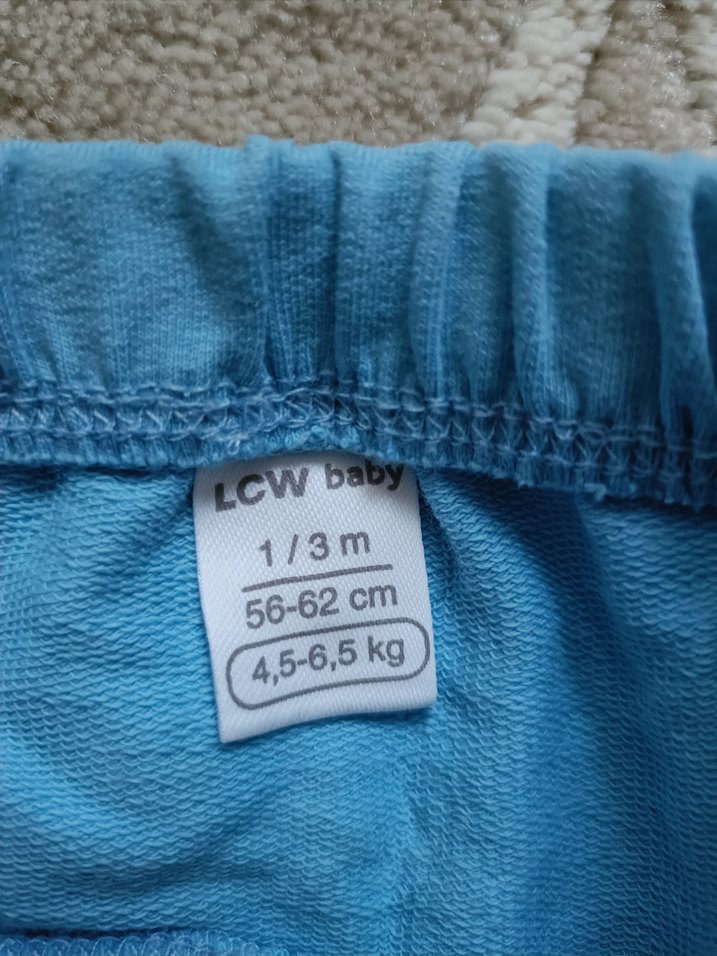 LCW baby
1 / 3 m
56-62 cm
4,5-6,5 kg